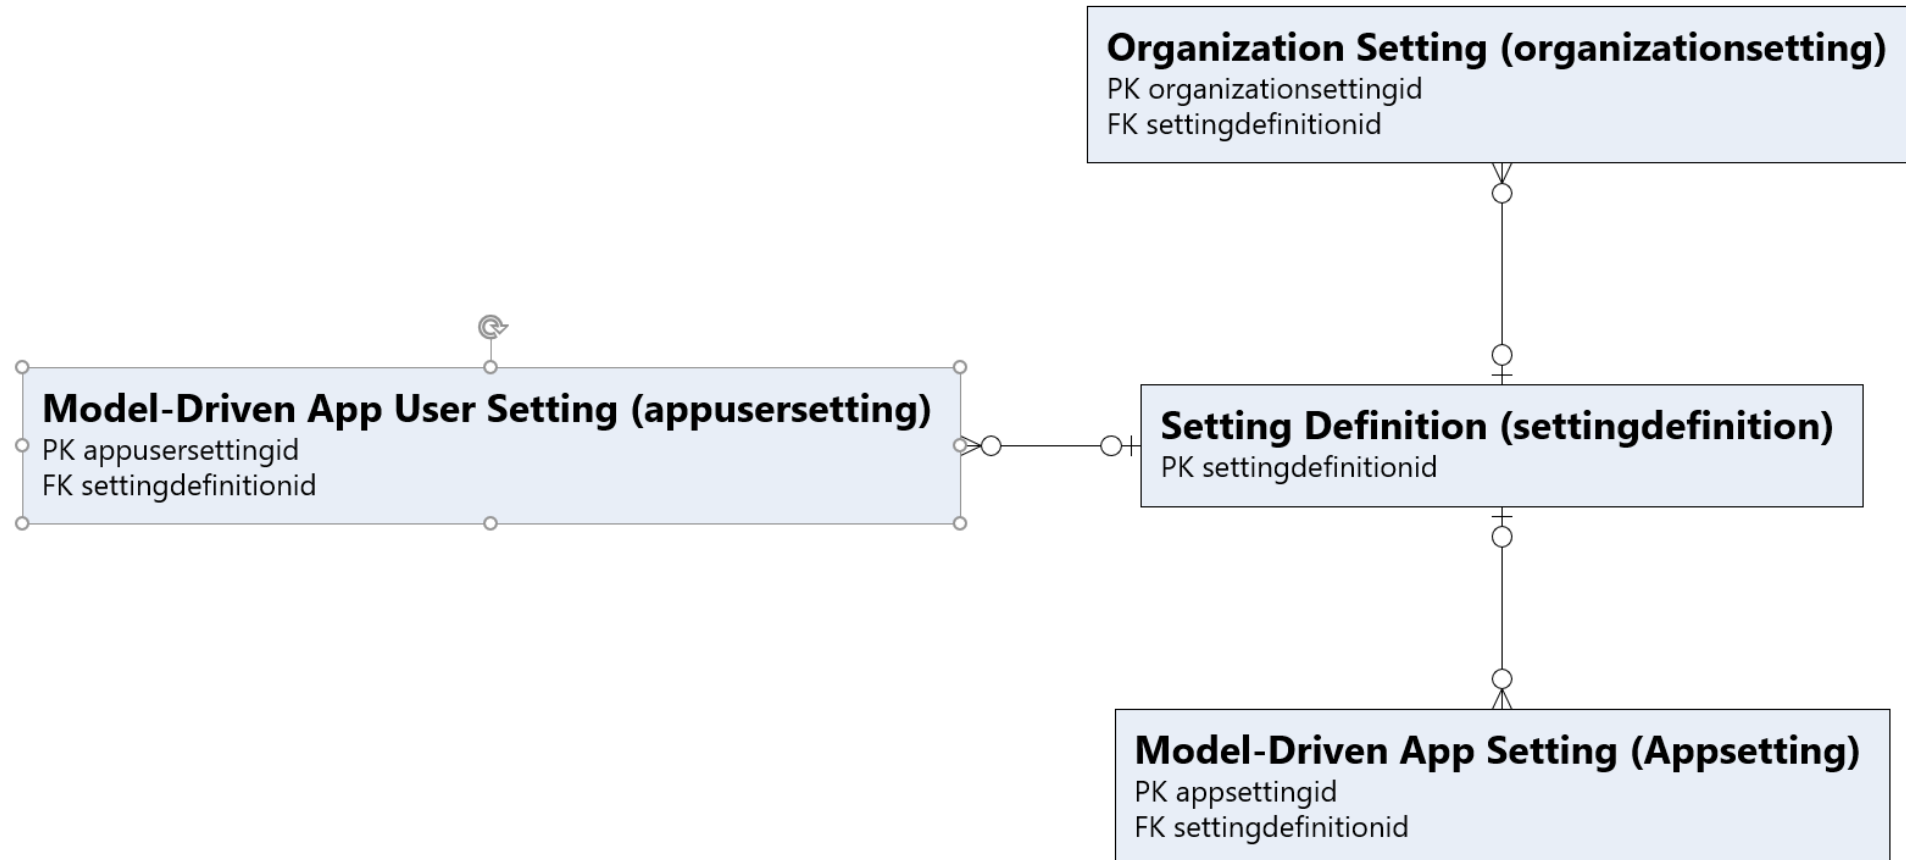 Organization Setting (organizationsetting)
PK organizationsettingid
FK settingdefinitionid
Model-Driven App User Setting (appusersetting)
PK appusersettingid
FK settingdefinitionid
Setting Definition (settingdefinition)
PK settingdefinitionid
Model-Driven App Setting (Appsetting)
PK appsettingid
FK settingdefinitionid